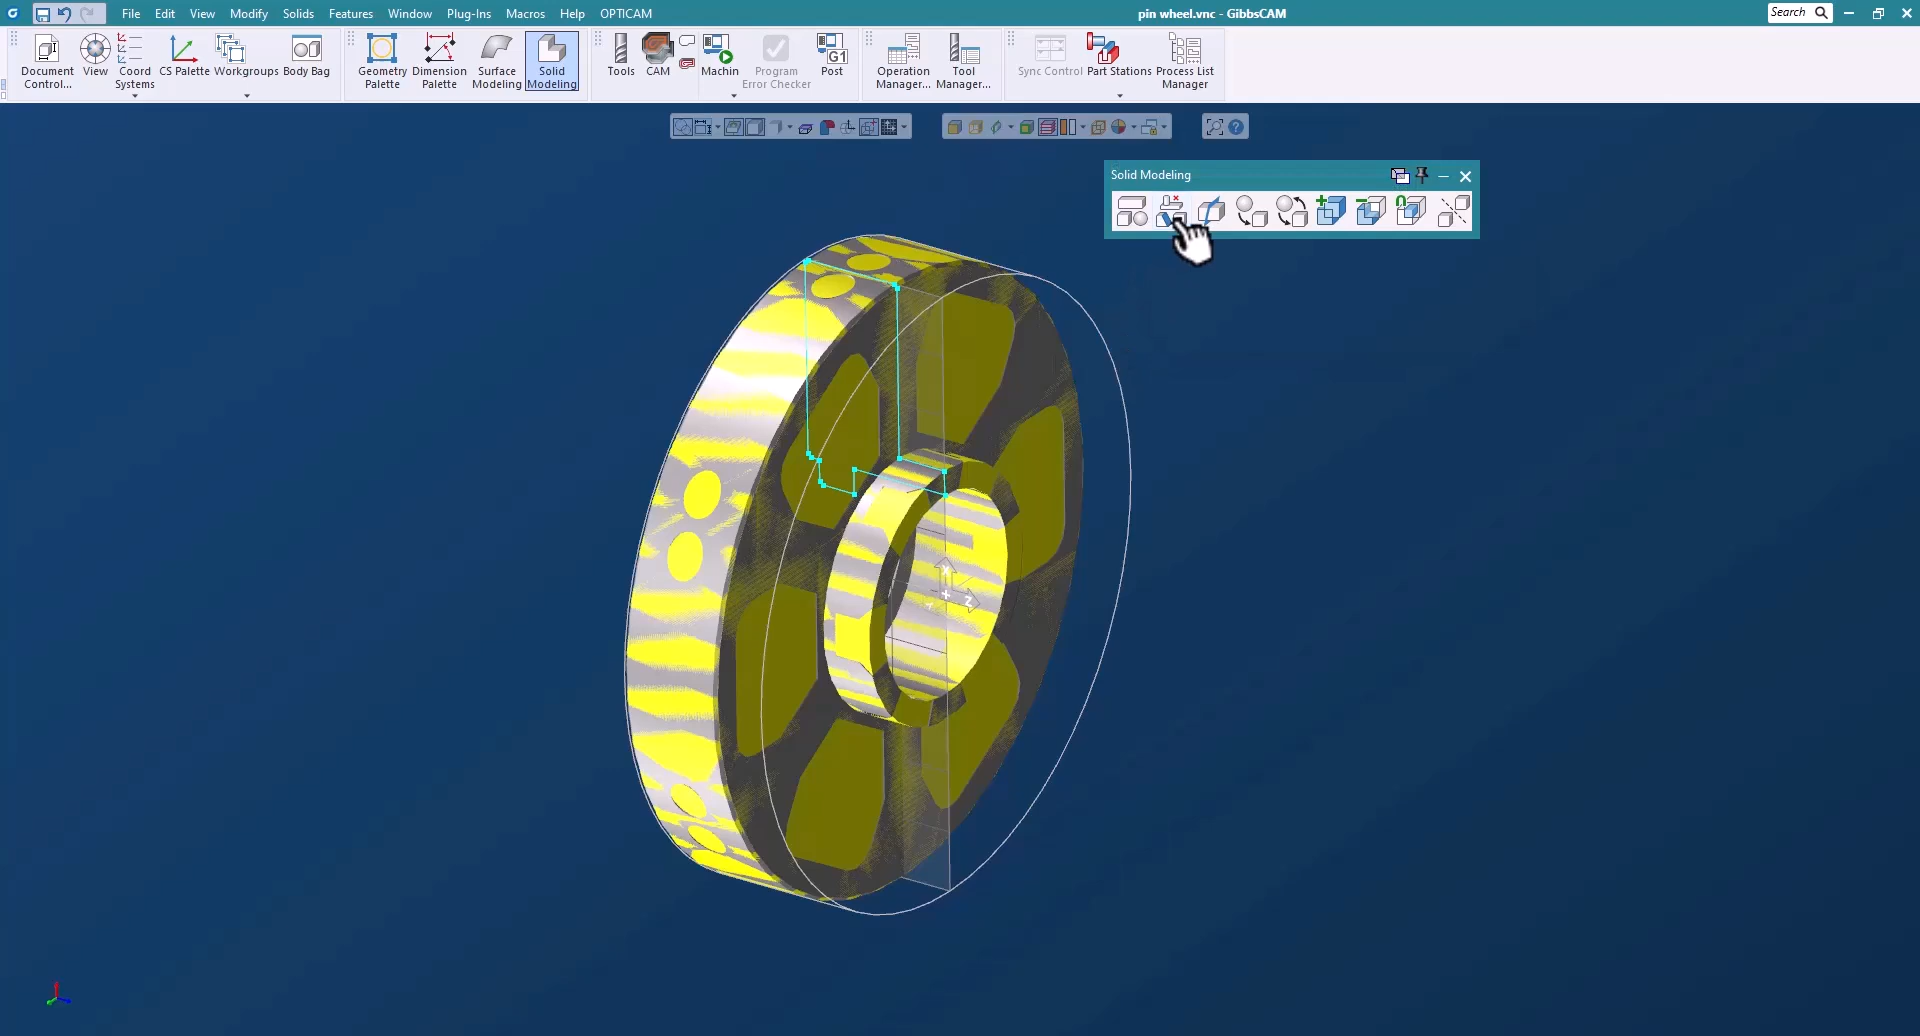 File Edit View Modify Solids Features Window Plug-Ins Macros Help OPTICAM
pin wheel.vnc - GibbsCAM
Search
Document Control...
View
Coord Systems
CS Palette
Workgroups
Body Bag
Geometry Palette
Dimension Palette
Surface Modeling
Solid Modeling
Tools
CAM
Machin
Program Error Checker
G1
Post
Operation Manager...
Tool Manager...
Sync Control
Part Stations
Process List Manager
Solid Modeling
X
Z